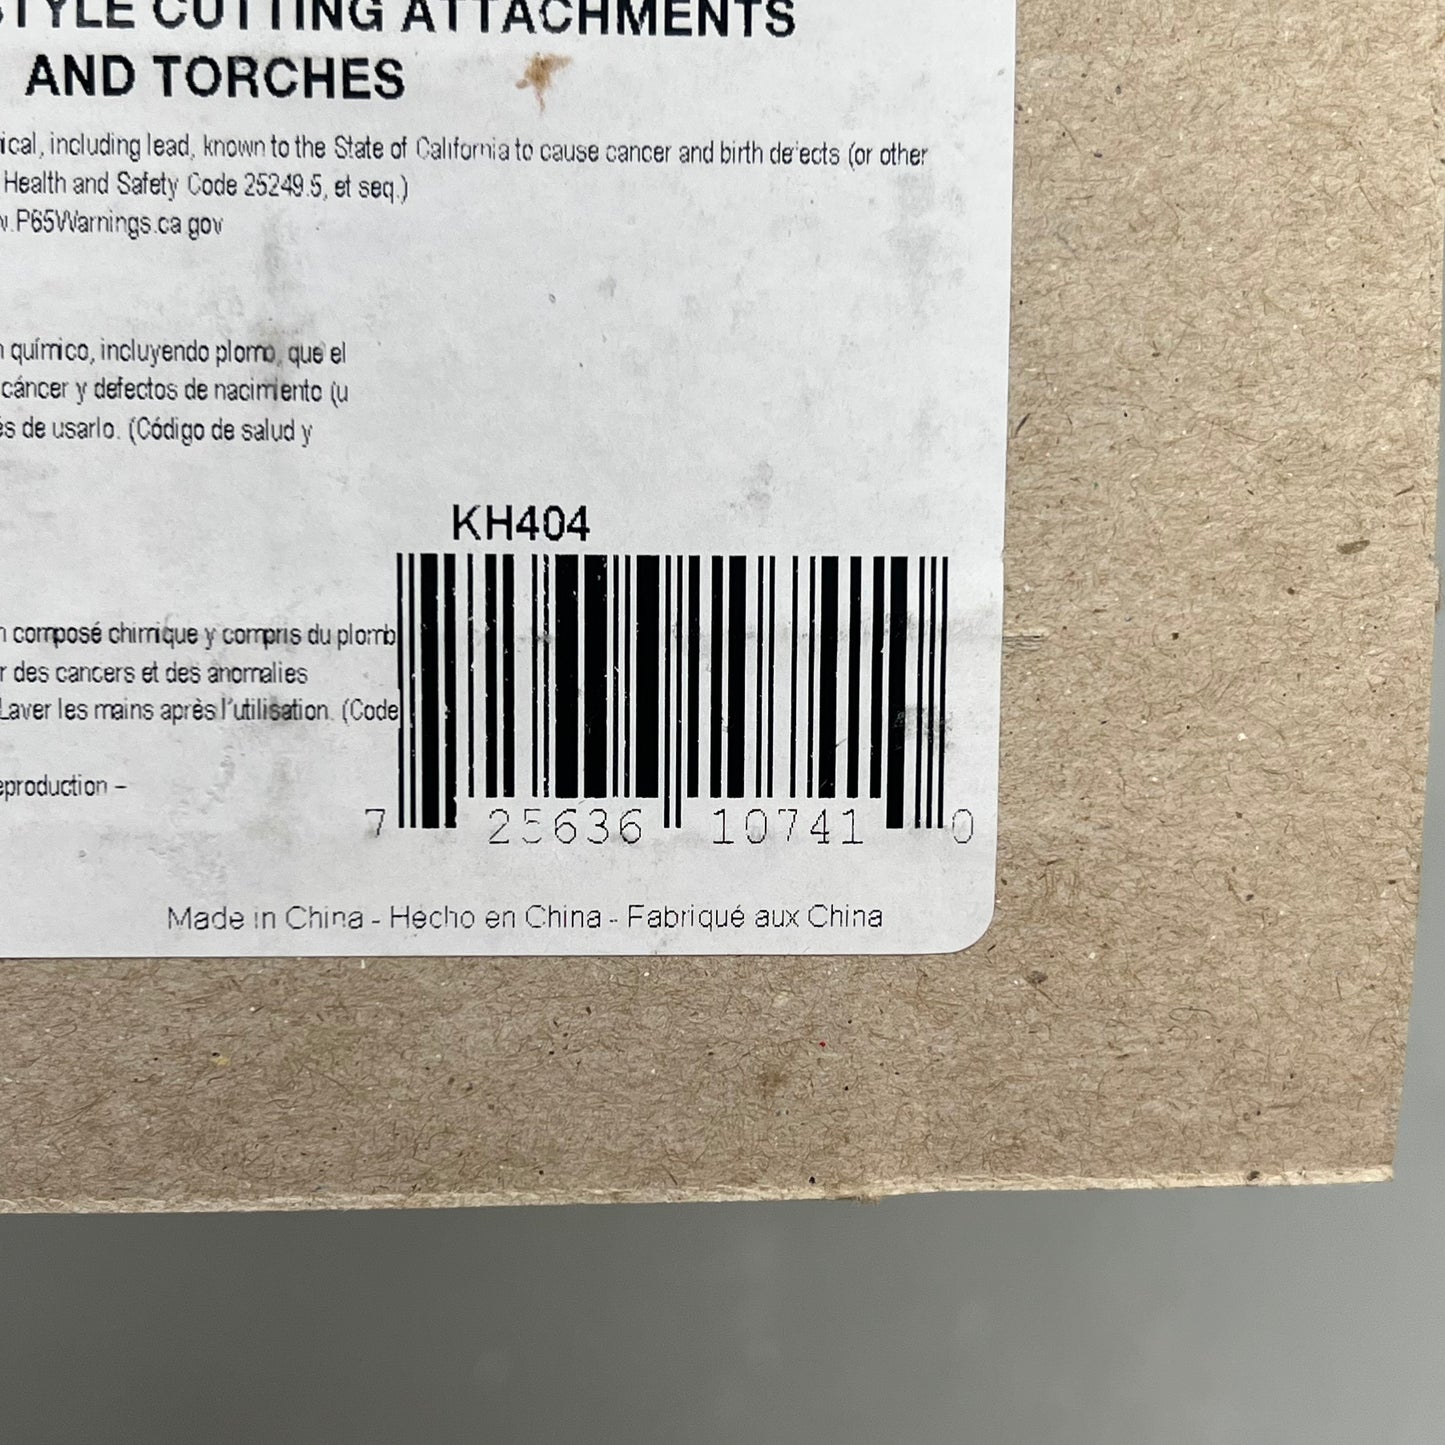 STYLE CUTTING ATTACHMENTS
AND TORCHES
including lead, known to the State of California to cause cancer and birth defects (or other
Health and Safety Code 25249.5, et seq.)
.P65Warnings.ca.gov
químico, incluyendo plomo, que el
cáncer y defectos de nacimiento (u
de usarlo. (Código de salud y
KH404
composé chimique y compris du plomb
des cancers et des anomalies
Laver les mains après l'utilisation. (Code
eproduction –
7 25636 10741 0
Made in China - Hecho en China - Fabriqué aux China